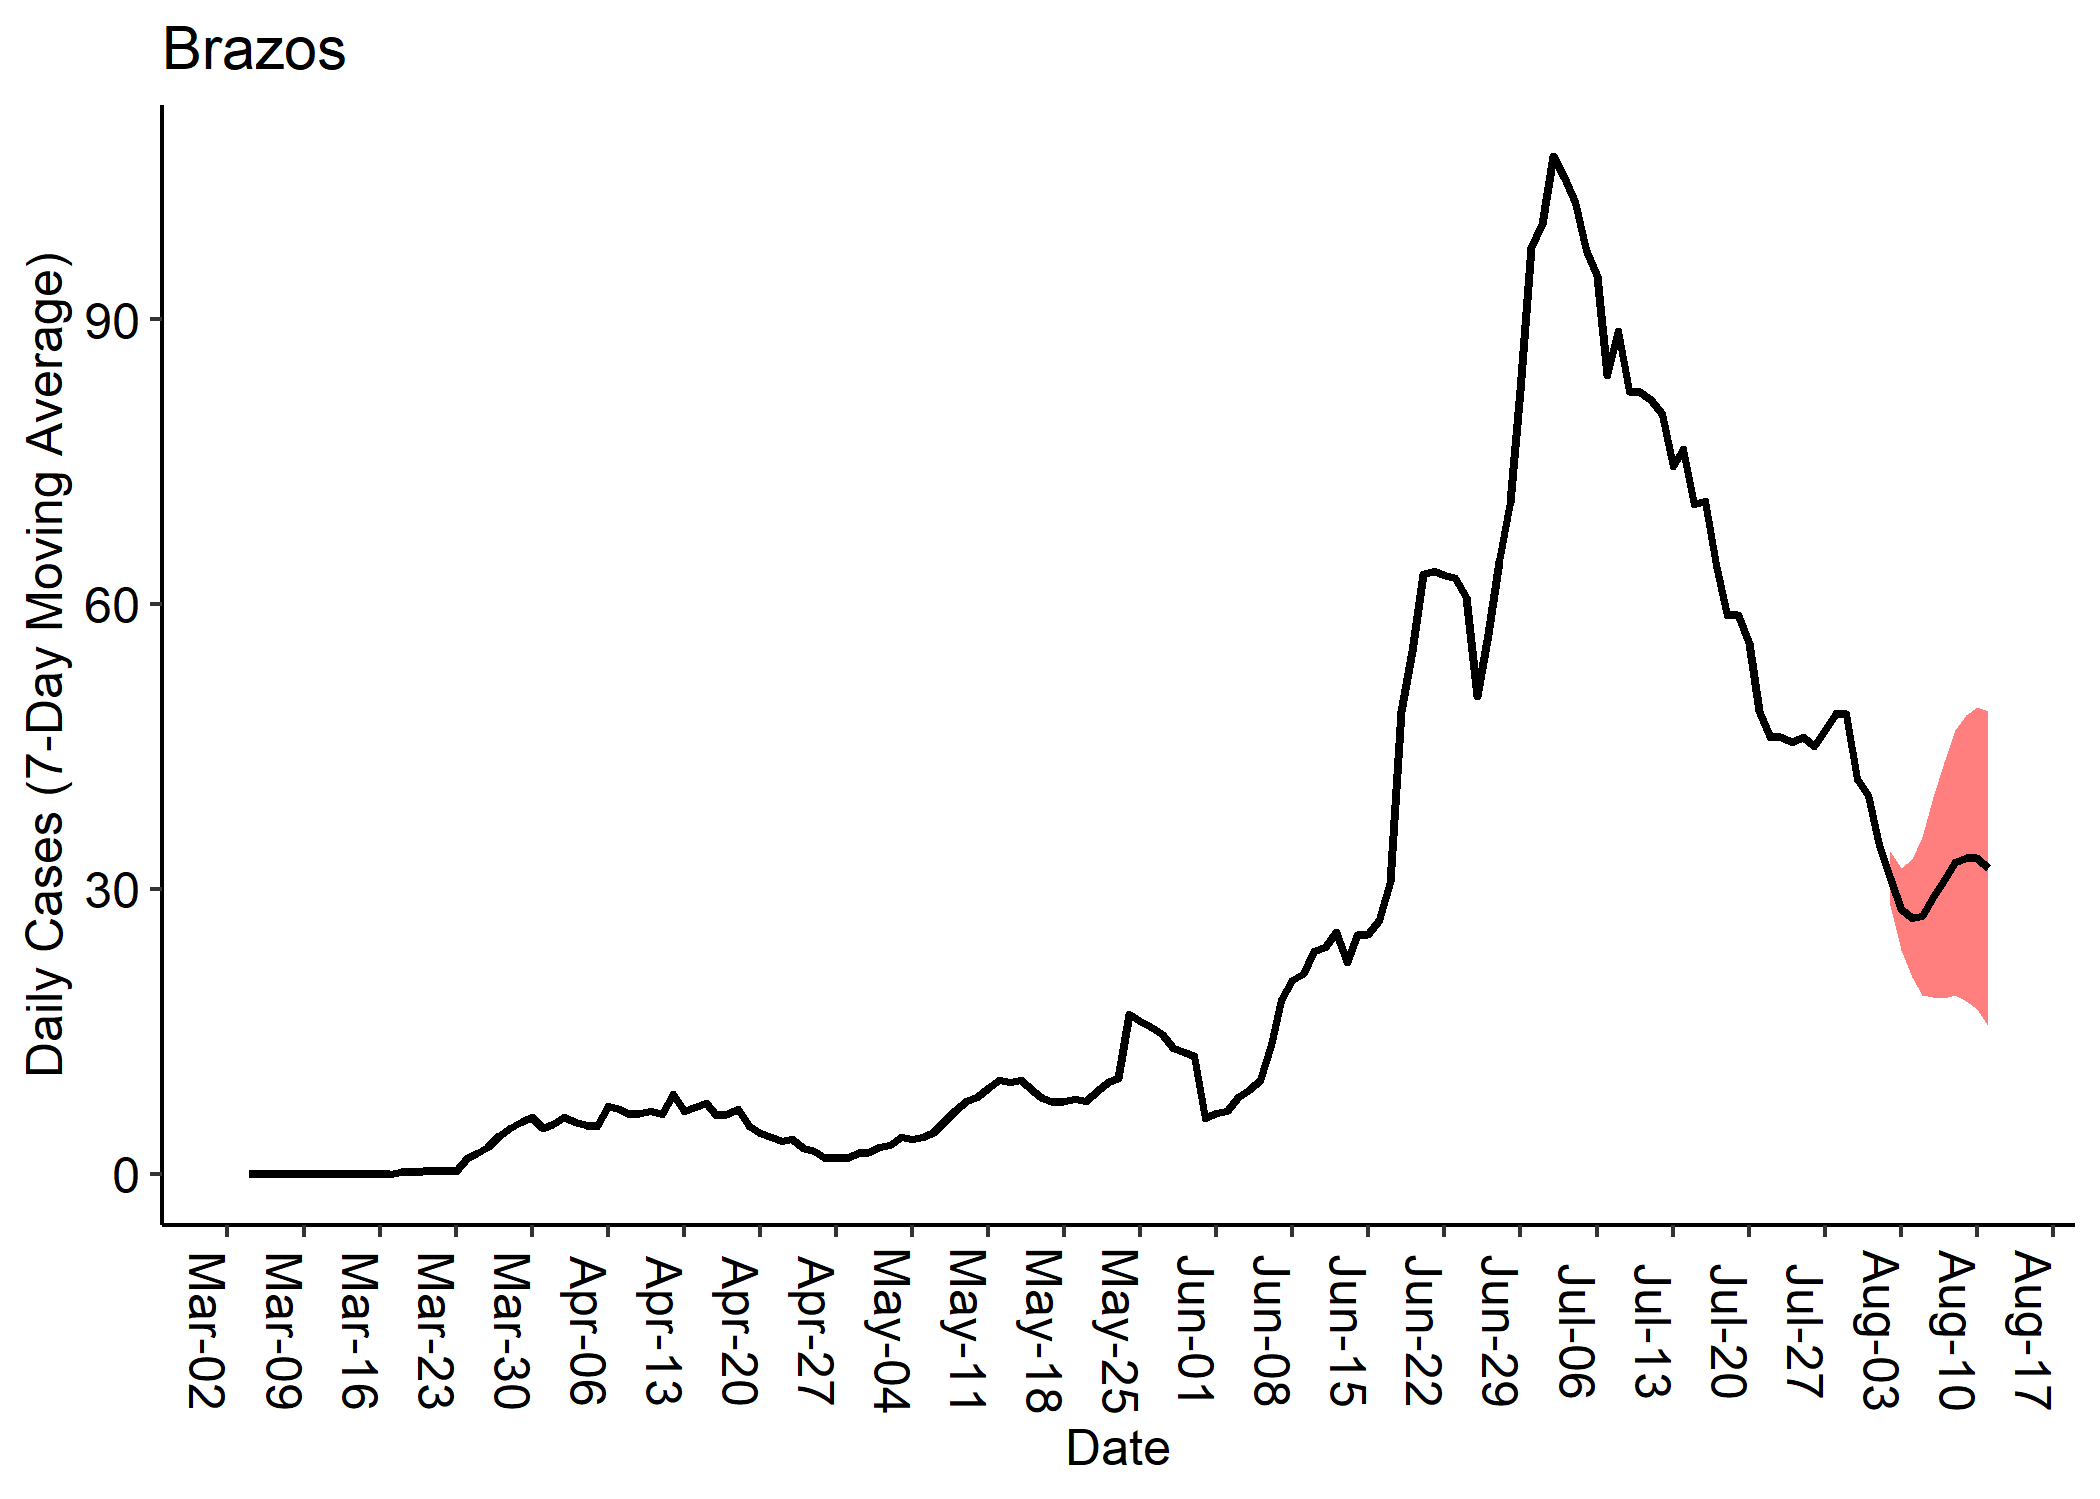 Brazos
Daily Cases (7-Day Moving Average)
90
60
30
0
Mar-02
Mar-09
Mar-16
Mar-23
Mar-30
Apr-06
Apr-13
Apr-20
Apr-27
May-04
May-11
May-18
May-25
Jun-01
Jun-08
Jun-15
Jun-22
Jun-29
Jul-06
Jul-13
Jul-20
Jul-27
Aug-03
Aug-10
Aug-17
Date